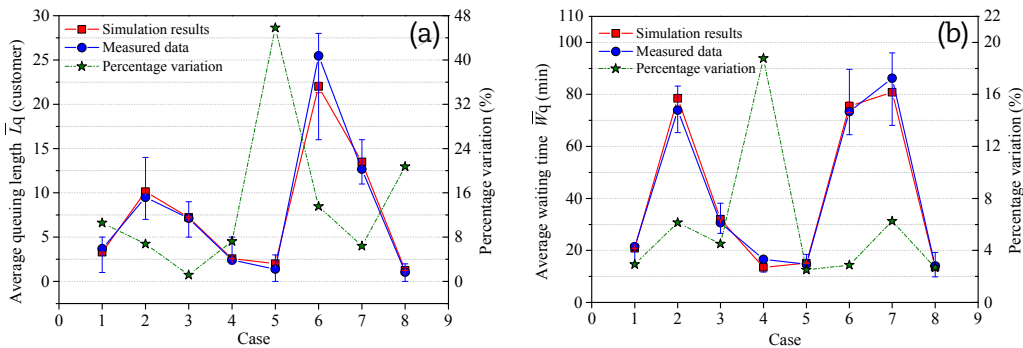 (a)
Simulation results
Measured data
Percentage variation
Average queuing length L̅q (customer)
30
25
20
15
10
5
0
48
40
32
24
16
8
0
Percentage variation (%)
0 1 2 3 4 5 6 7 8 9
Case
(b)
Simulation results
Measured data
Percentage variation
Average waiting time W̅q (min)
110
100
80
60
40
20
0
22
20
16
12
8
4
0
Percentage variation (%)
0 1 2 3 4 5 6 7 8 9
Case